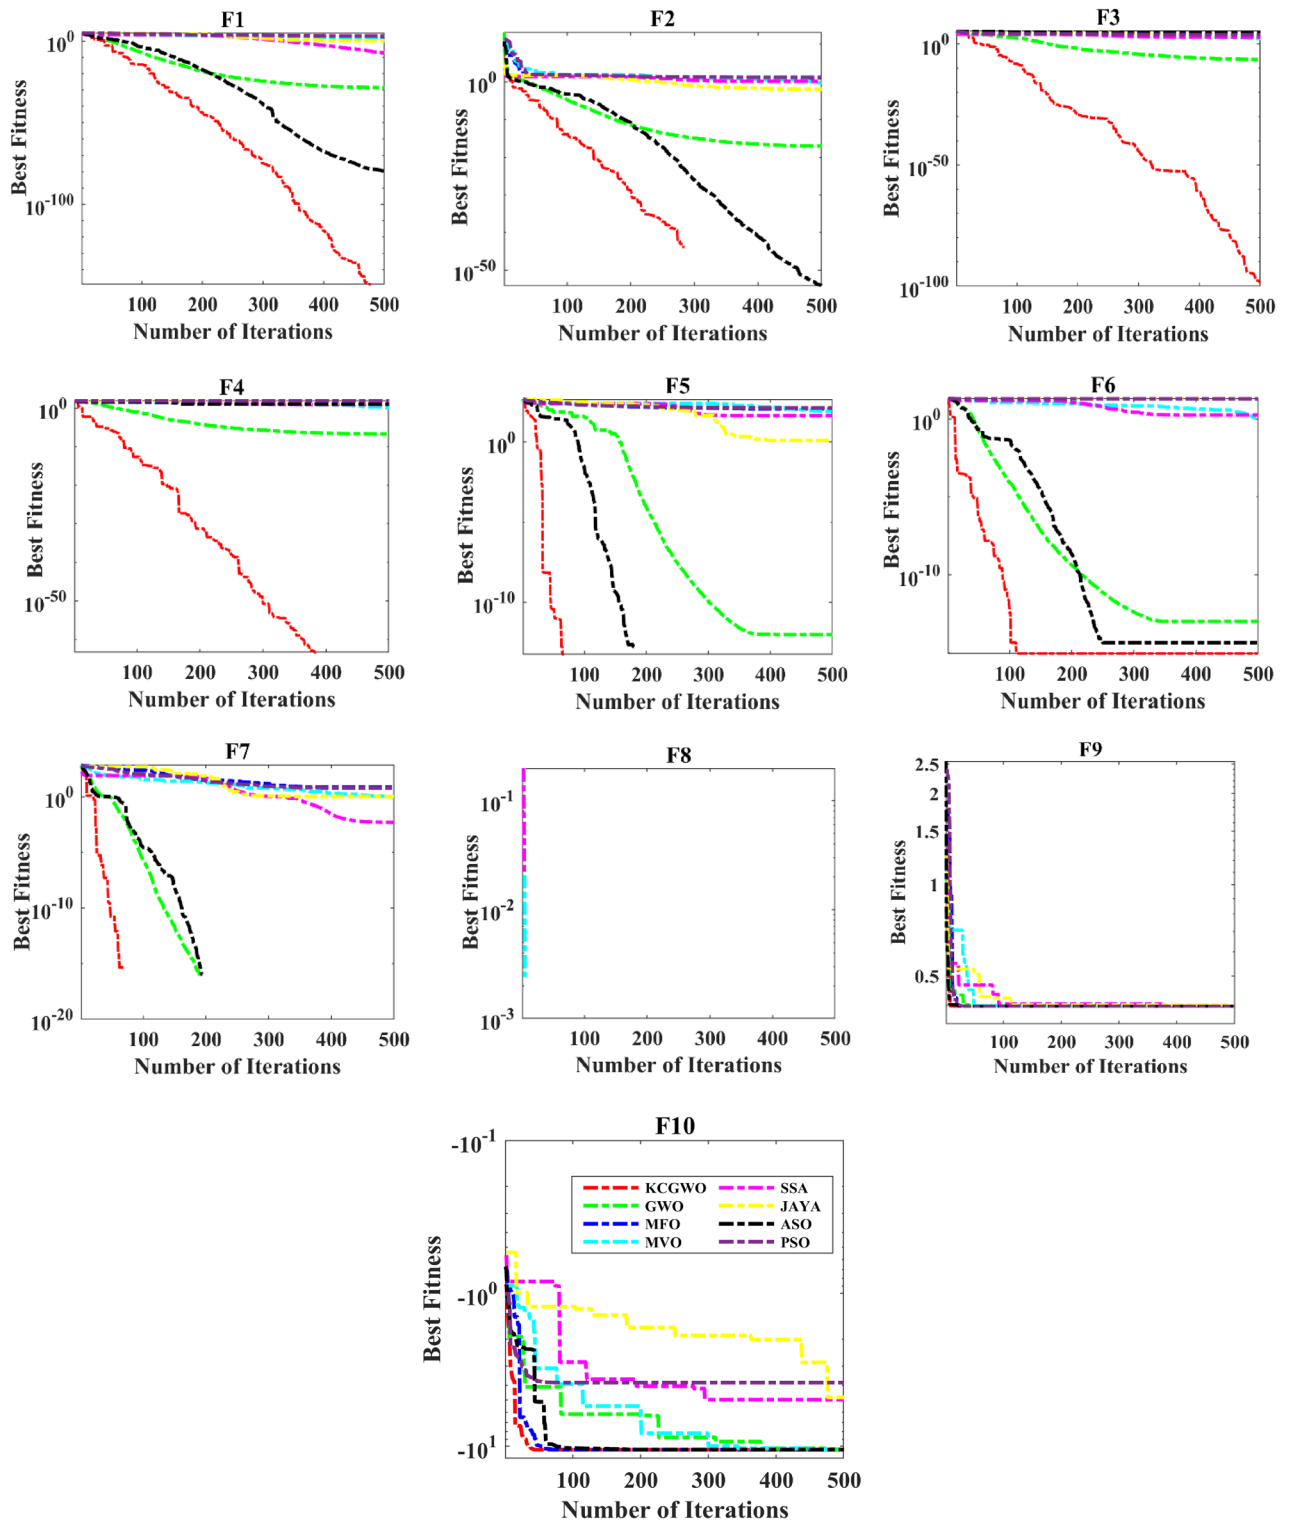 F1
10^0
10^-100
Best Fitness
100 200 300 400 500
Number of Iterations
F2
10^0
10^-50
Best Fitness
100 200 300 400 500
Number of Iterations
F3
10^0
10^-50
10^-100
Best Fitness
100 200 300 400 500
Number of Iterations
F4
10^0
10^-50
Best Fitness
100 200 300 400 500
Number of Iterations
F5
10^0
10^-10
Best Fitness
100 200 300 400 500
Number of Iterations
F6
10^0
10^-10
Best Fitness
100 200 300 400 500
Number of Iterations
F7
10^0
10^-10
10^-20
Best Fitness
100 200 300 400 500
Number of Iterations
F8
10^-1
10^-2
10^-3
Best Fitness
100 200 300 400 500
Number of Iterations
F9
2.5
2
1.5
1
0.5
Best Fitness
100 200 300 400 500
Number of Iterations
F10
-10^-1
-10^0
-10^1
Best Fitness
KCGWO SSA
GWO JAYA
MFO ASO
MVO PSO
100 200 300 400 500
Number of Iterations